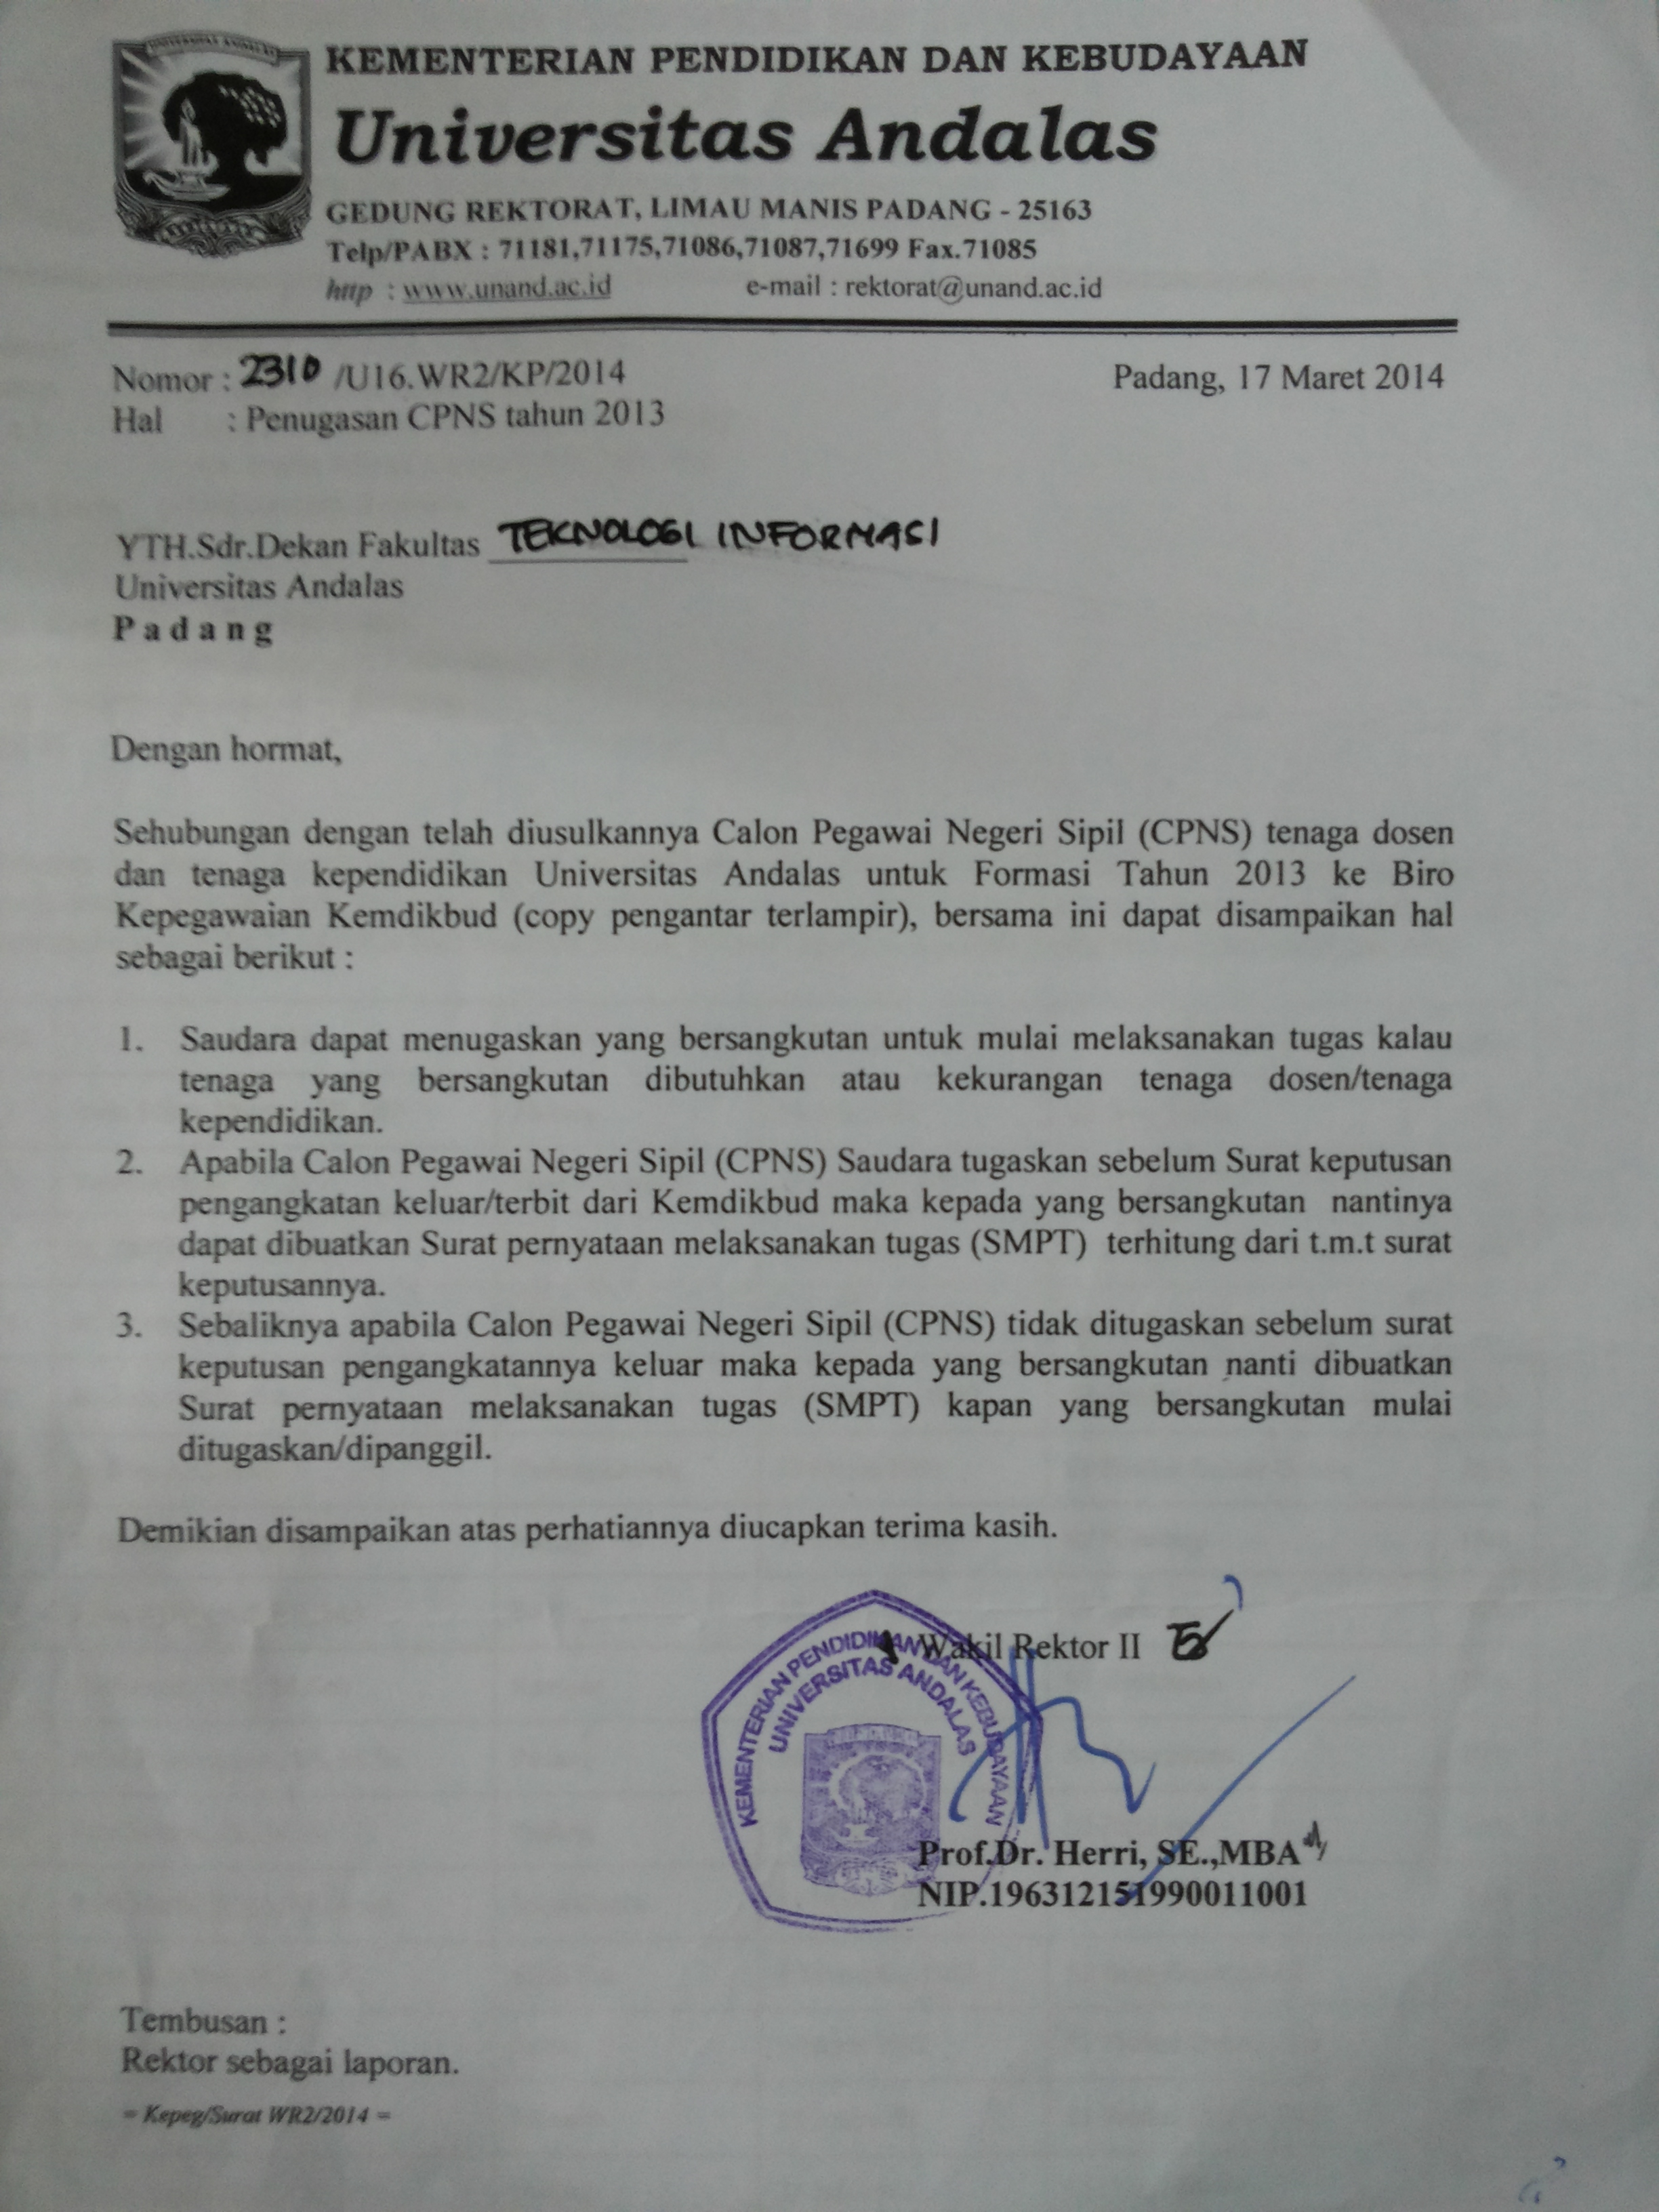 UNIVERSITAS ANDALAS
KEMENTERIAN PENDIDIKAN DAN KEBUDAYAAN
Universitas Andalas
GEDUNG REKTORAT, LIMAU MANIS PADANG - 25163
Telp/PABX : 71181,71175,71086,71087,71699 Fax.71085
http : www.unand.ac.id e-mail : rektorat@unand.ac.id
Nomor : 2310 /U16.WR2/KP/2014 Padang, 17 Maret 2014
Hal : Penugasan CPNS tahun 2013
YTH.Sdr.Dekan Fakultas TEKNOLOGI INFORMASI
Universitas Andalas
Padang
Dengan hormat,
Sehubungan dengan telah diusulkannya Calon Pegawai Negeri Sipil (CPNS) tenaga dosen
dan tenaga kependidikan Universitas Andalas untuk Formasi Tahun 2013 ke Biro
Kepegawaian Kemdikbud (copy pengantar terlampir), bersama ini dapat disampaikan hal
sebagai berikut :
1. Saudara dapat menugaskan yang bersangkutan untuk mulai melaksanakan tugas kalau
tenaga yang bersangkutan dibutuhkan atau kekurangan tenaga dosen/tenaga
kependidikan.
2. Apabila Calon Pegawai Negeri Sipil (CPNS) Saudara tugaskan sebelum Surat keputusan
pengangkatan keluar/terbit dari Kemdikbud maka kepada yang bersangkutan nantinya
dapat dibuatkan Surat pernyataan melaksanakan tugas (SMPT) terhitung dari t.m.t surat
keputusannya.
3. Sebaliknya apabila Calon Pegawai Negeri Sipil (CPNS) tidak ditugaskan sebelum surat
keputusan pengangkatannya keluar maka kepada yang bersangkutan nanti dibuatkan
Surat pernyataan melaksanakan tugas (SMPT) kapan yang bersangkutan mulai
ditugaskan/dipanggil.
Demikian disampaikan atas perhatiannya diucapkan terima kasih.
Wakil Rektor II
KEMENTERIAN PENDIDIKAN DAN KEBUDAYAAN
UNIVERSITAS ANDALAS
Prof.Dr. Herri, SE.,MBA
NIP.196312151990011001
Tembusan :
Rektor sebagai laporan.
= Kepeg/Surat WR2/2014 =